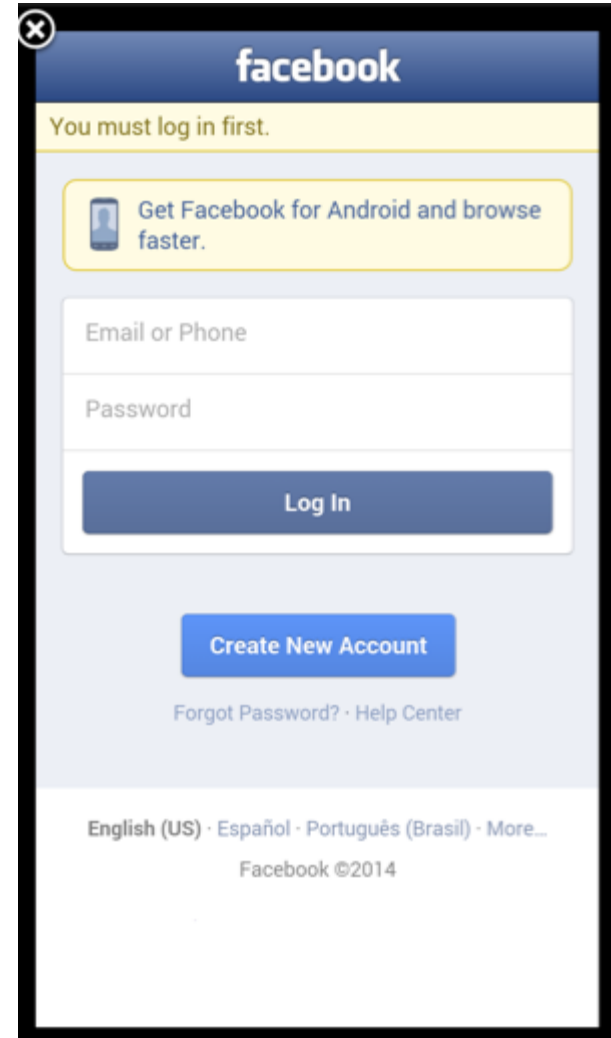 facebook
You must log in first.
Get Facebook for Android and browse
faster.
Email or Phone
Password
Log In
Create New Account
Forgot Password? · Help Center
English (US) · Español · Português (Brasil) · More...
Facebook ©2014